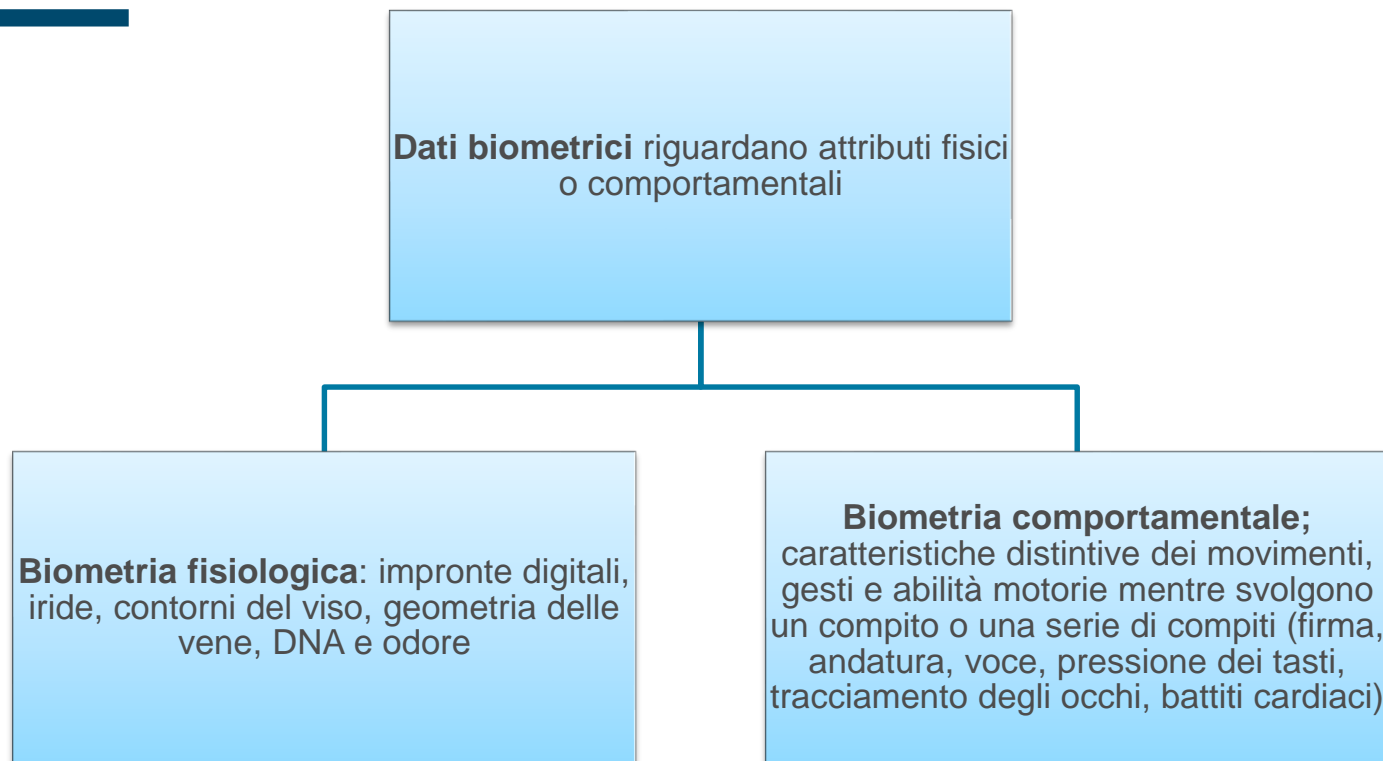 Dati biometrici riguardano attributi fisici
o comportamentali
Biometria fisiologica: impronte digitali,
iride, contorni del viso, geometria delle
vene, DNA e odore
Biometria comportamentale;
caratteristiche distintive dei movimenti,
gesti e abilità motorie mentre svolgono
un compito o una serie di compiti (firma,
andatura, voce, pressione dei tasti,
tracciamento degli occhi, battiti cardiaci)